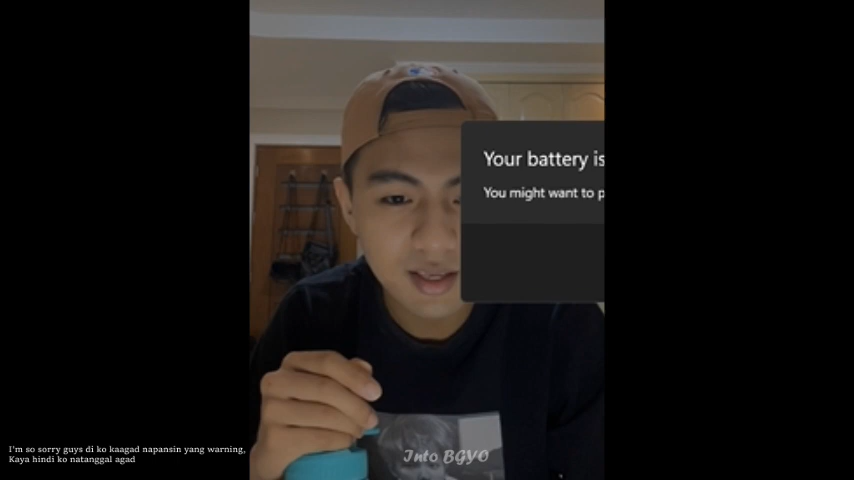 Your battery is
You might want to p
I'm so sorry guys di ko kaagad napansin yang warning,
Kaya hindi ko natanggal agad
Into BGYO